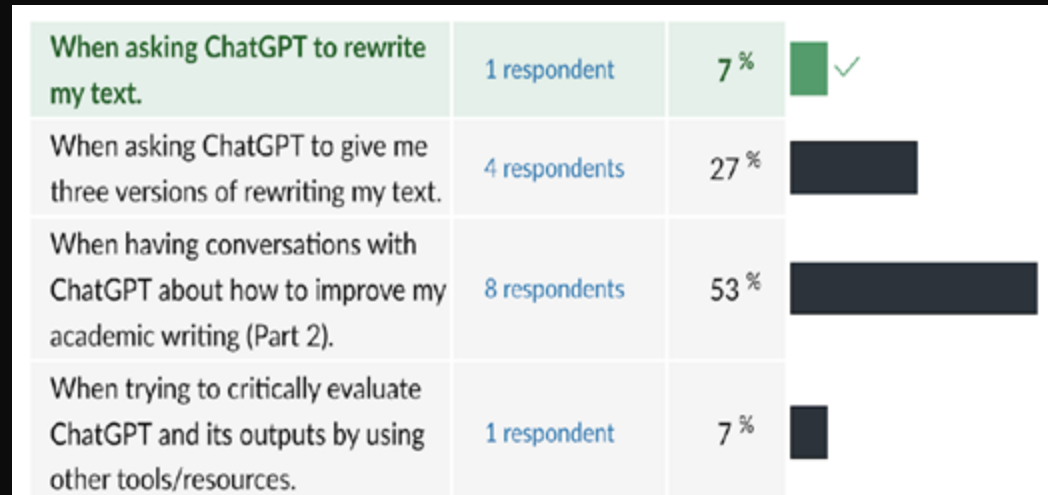 When asking ChatGPT to rewrite
my text.
1 respondent
7 %
When asking ChatGPT to give me
three versions of rewriting my text.
4 respondents
27 %
When having conversations with
ChatGPT about how to improve my
academic writing (Part 2).
8 respondents
53 %
When trying to critically evaluate
ChatGPT and its outputs by using
other tools/resources.
1 respondent
7 %